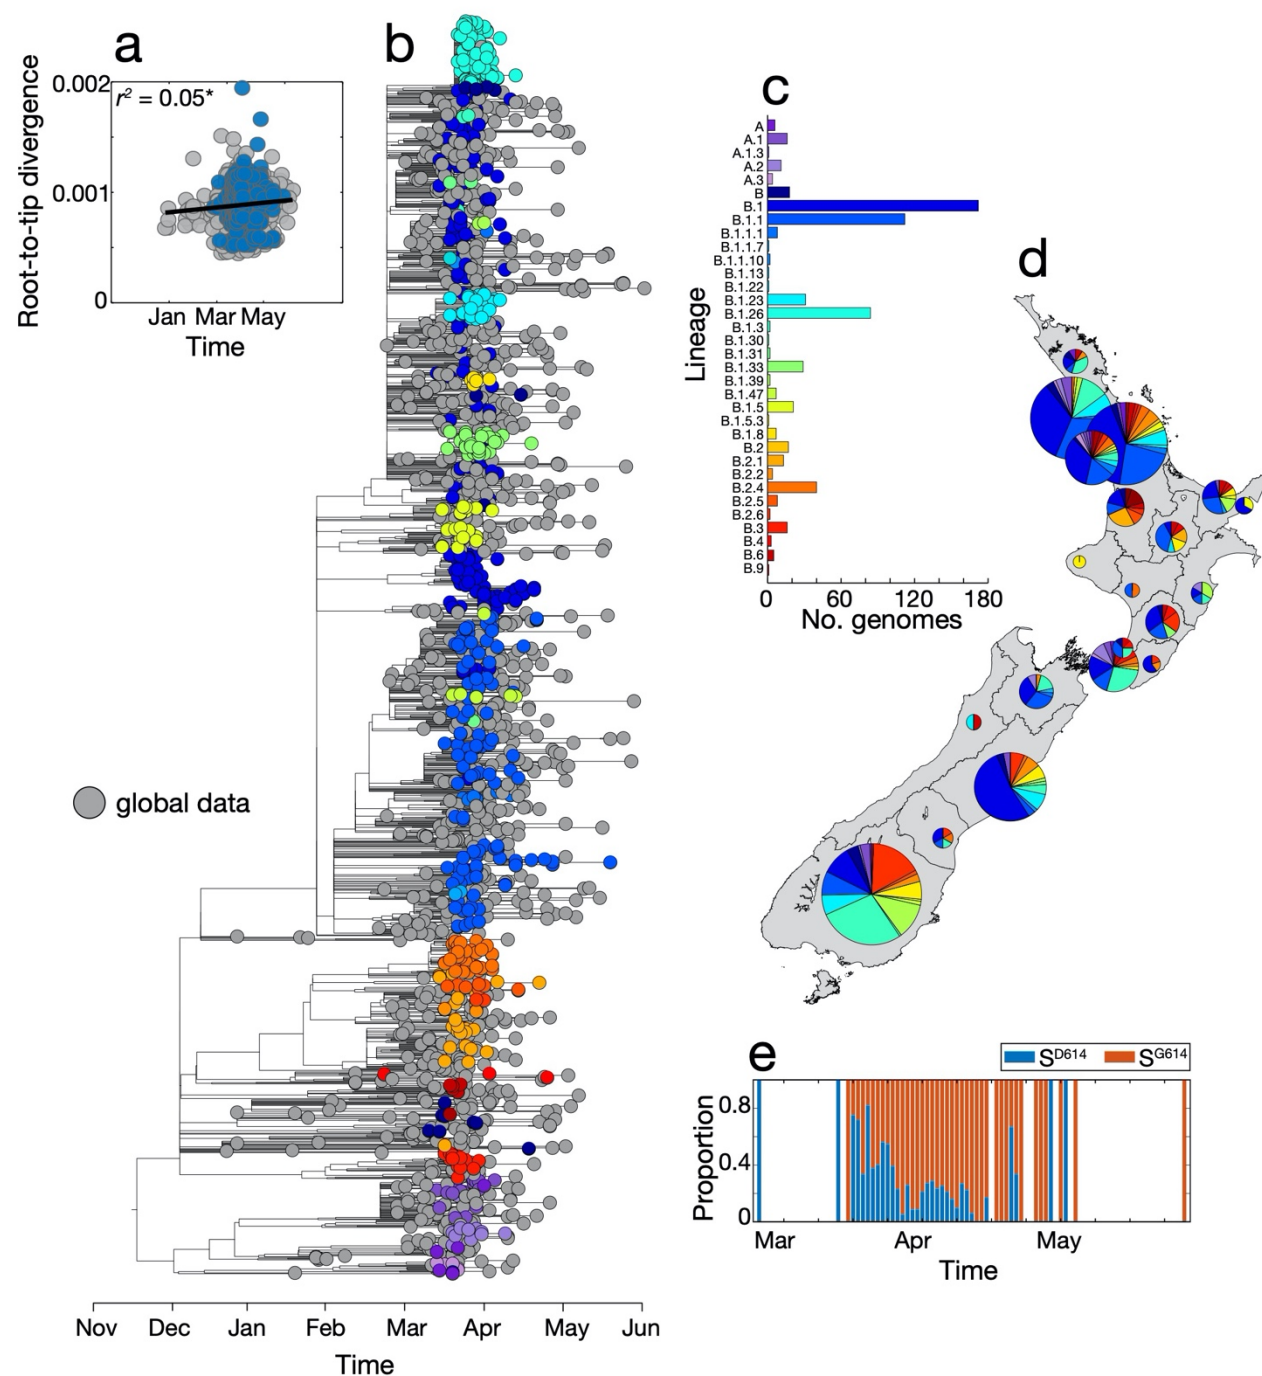 a
Root-to-tip divergence
0.002
0.001
0
r² = 0.05*
Jan Mar May
Time
b
global data
Nov Dec Jan Feb Mar Apr May Jun
Time
c
Lineage
A
A.1
A.1.3
A.2
A.3
B
B.1
B.1.1
B.1.1.1
B.1.1.7
B.1.1.10
B.1.13
B.1.22
B.1.23
B.1.26
B.1.3
B.1.30
B.1.31
B.1.33
B.1.39
B.1.47
B.1.5
B.1.5.3
B.1.8
B.2
B.2.1
B.2.2
B.2.4
B.2.5
B.2.6
B.3
B.4
B.6
B.9
0 60 120 180
No. genomes
d
e
S^D614 S^G614
Proportion
0.8
0.4
0
Mar Apr May
Time